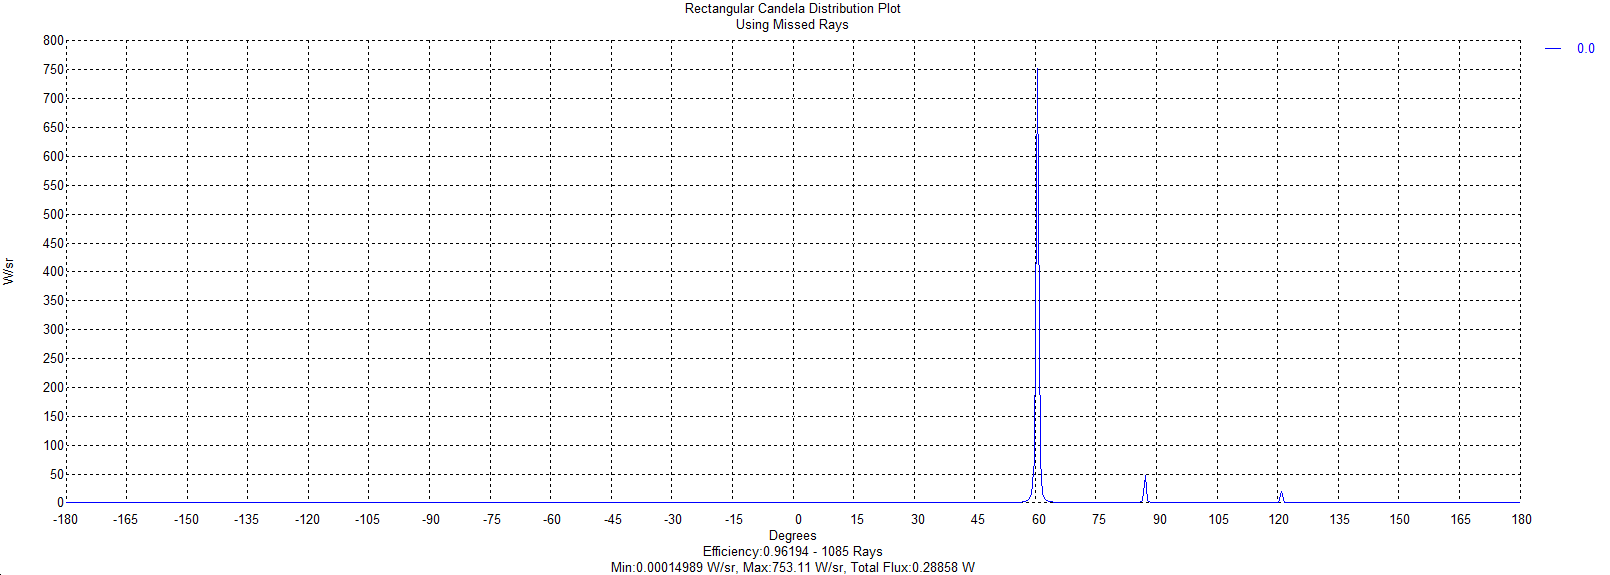 Rectangular Candela Distribution Plot
Using Missed Rays
0.0
800
750
700
650
600
550
500
450
400
350
300
250
200
150
100
50
0
W/sr
-180 -165 -150 -135 -120 -105 -90 -75 -60 -45 -30 -15 0 15 30 45 60 75 90 105 120 135 150 165 180
Degrees
Efficiency:0.96194 - 1085 Rays
Min:0.00014989 W/sr, Max:753.11 W/sr, Total Flux:0.28858 W